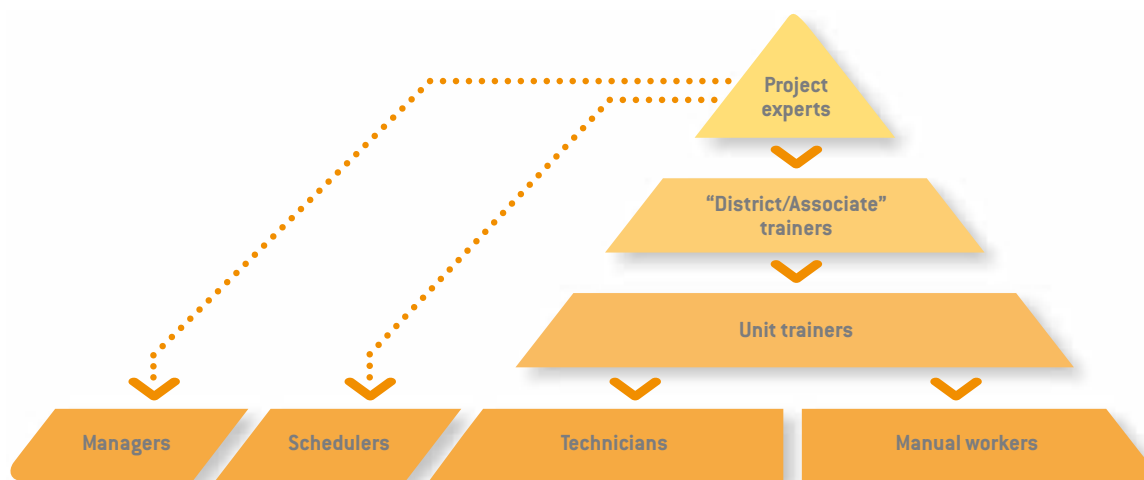 Project
experts
“District/Associate”
trainers
Unit trainers
Managers
Schedulers
Technicians
Manual workers